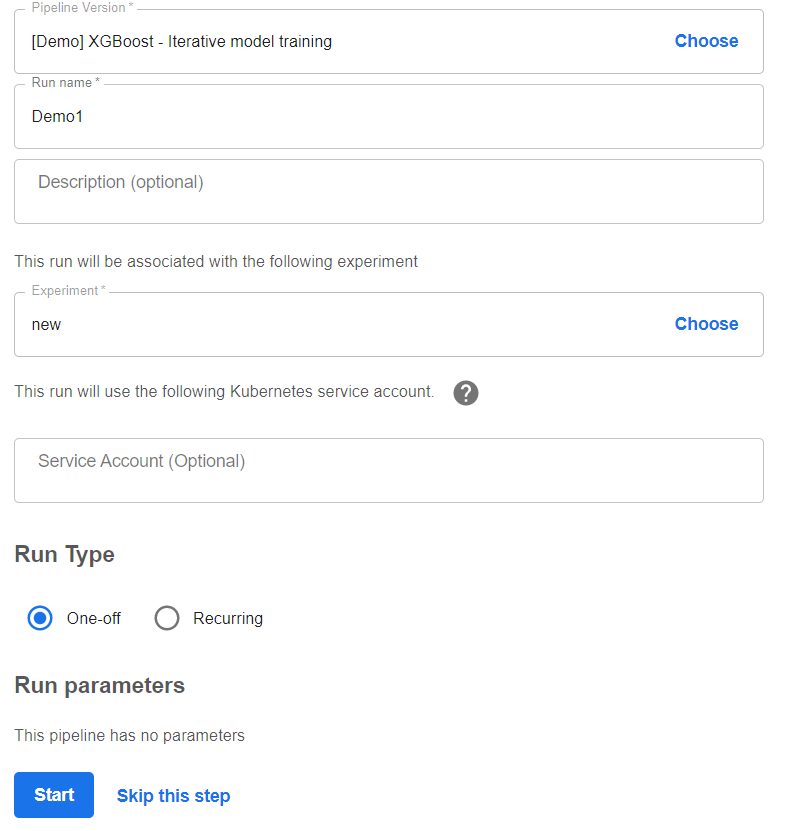 Pipeline Version *
[Demo] XGBoost - Iterative model training
Choose
Run name *
Demo1
Description (optional)
This run will be associated with the following experiment
Experiment *
new
Choose
This run will use the following Kubernetes service account. ?
Service Account (Optional)
Run Type
One-off Recurring
Run parameters
This pipeline has no parameters
Start Skip this step